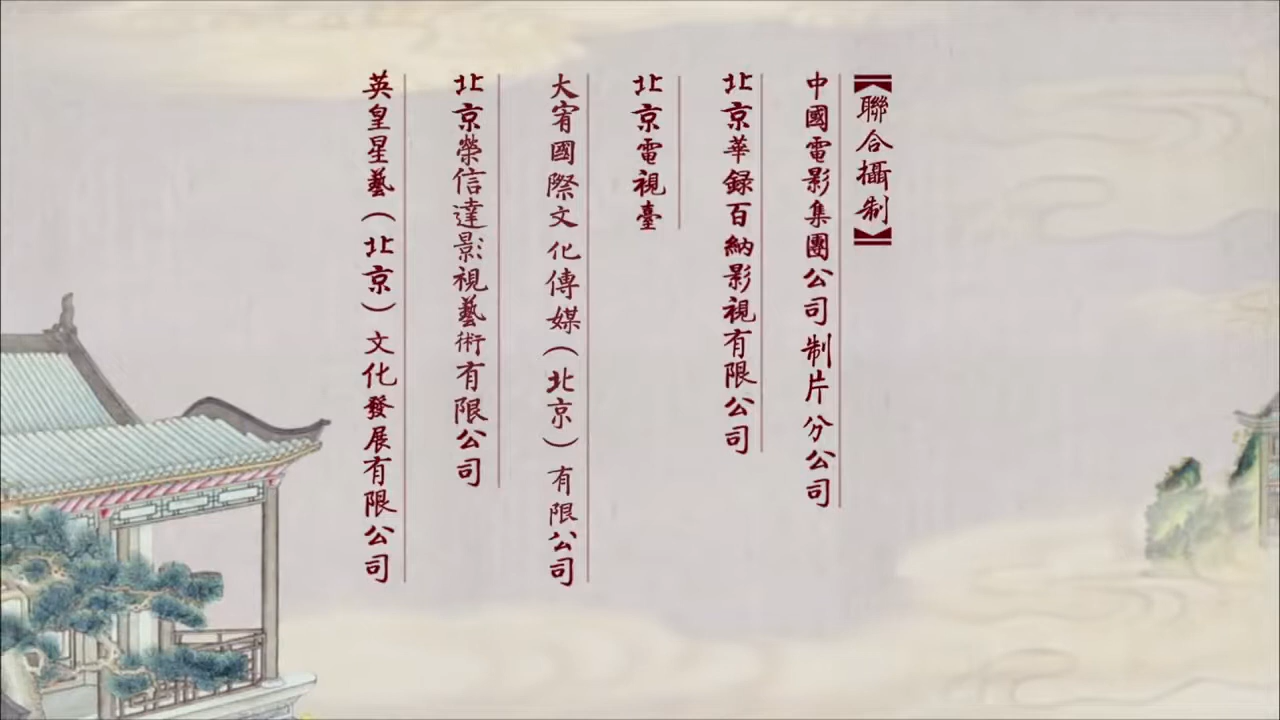 【聯合攝制】
中國電影集團公司制片分公司
北京華録百納影視有限公司
北京電視臺
大宥國際文化傳媒(北京)有限公司
北京榮信達影視藝術有限公司
英皇星藝(北京)文化發展有限公司